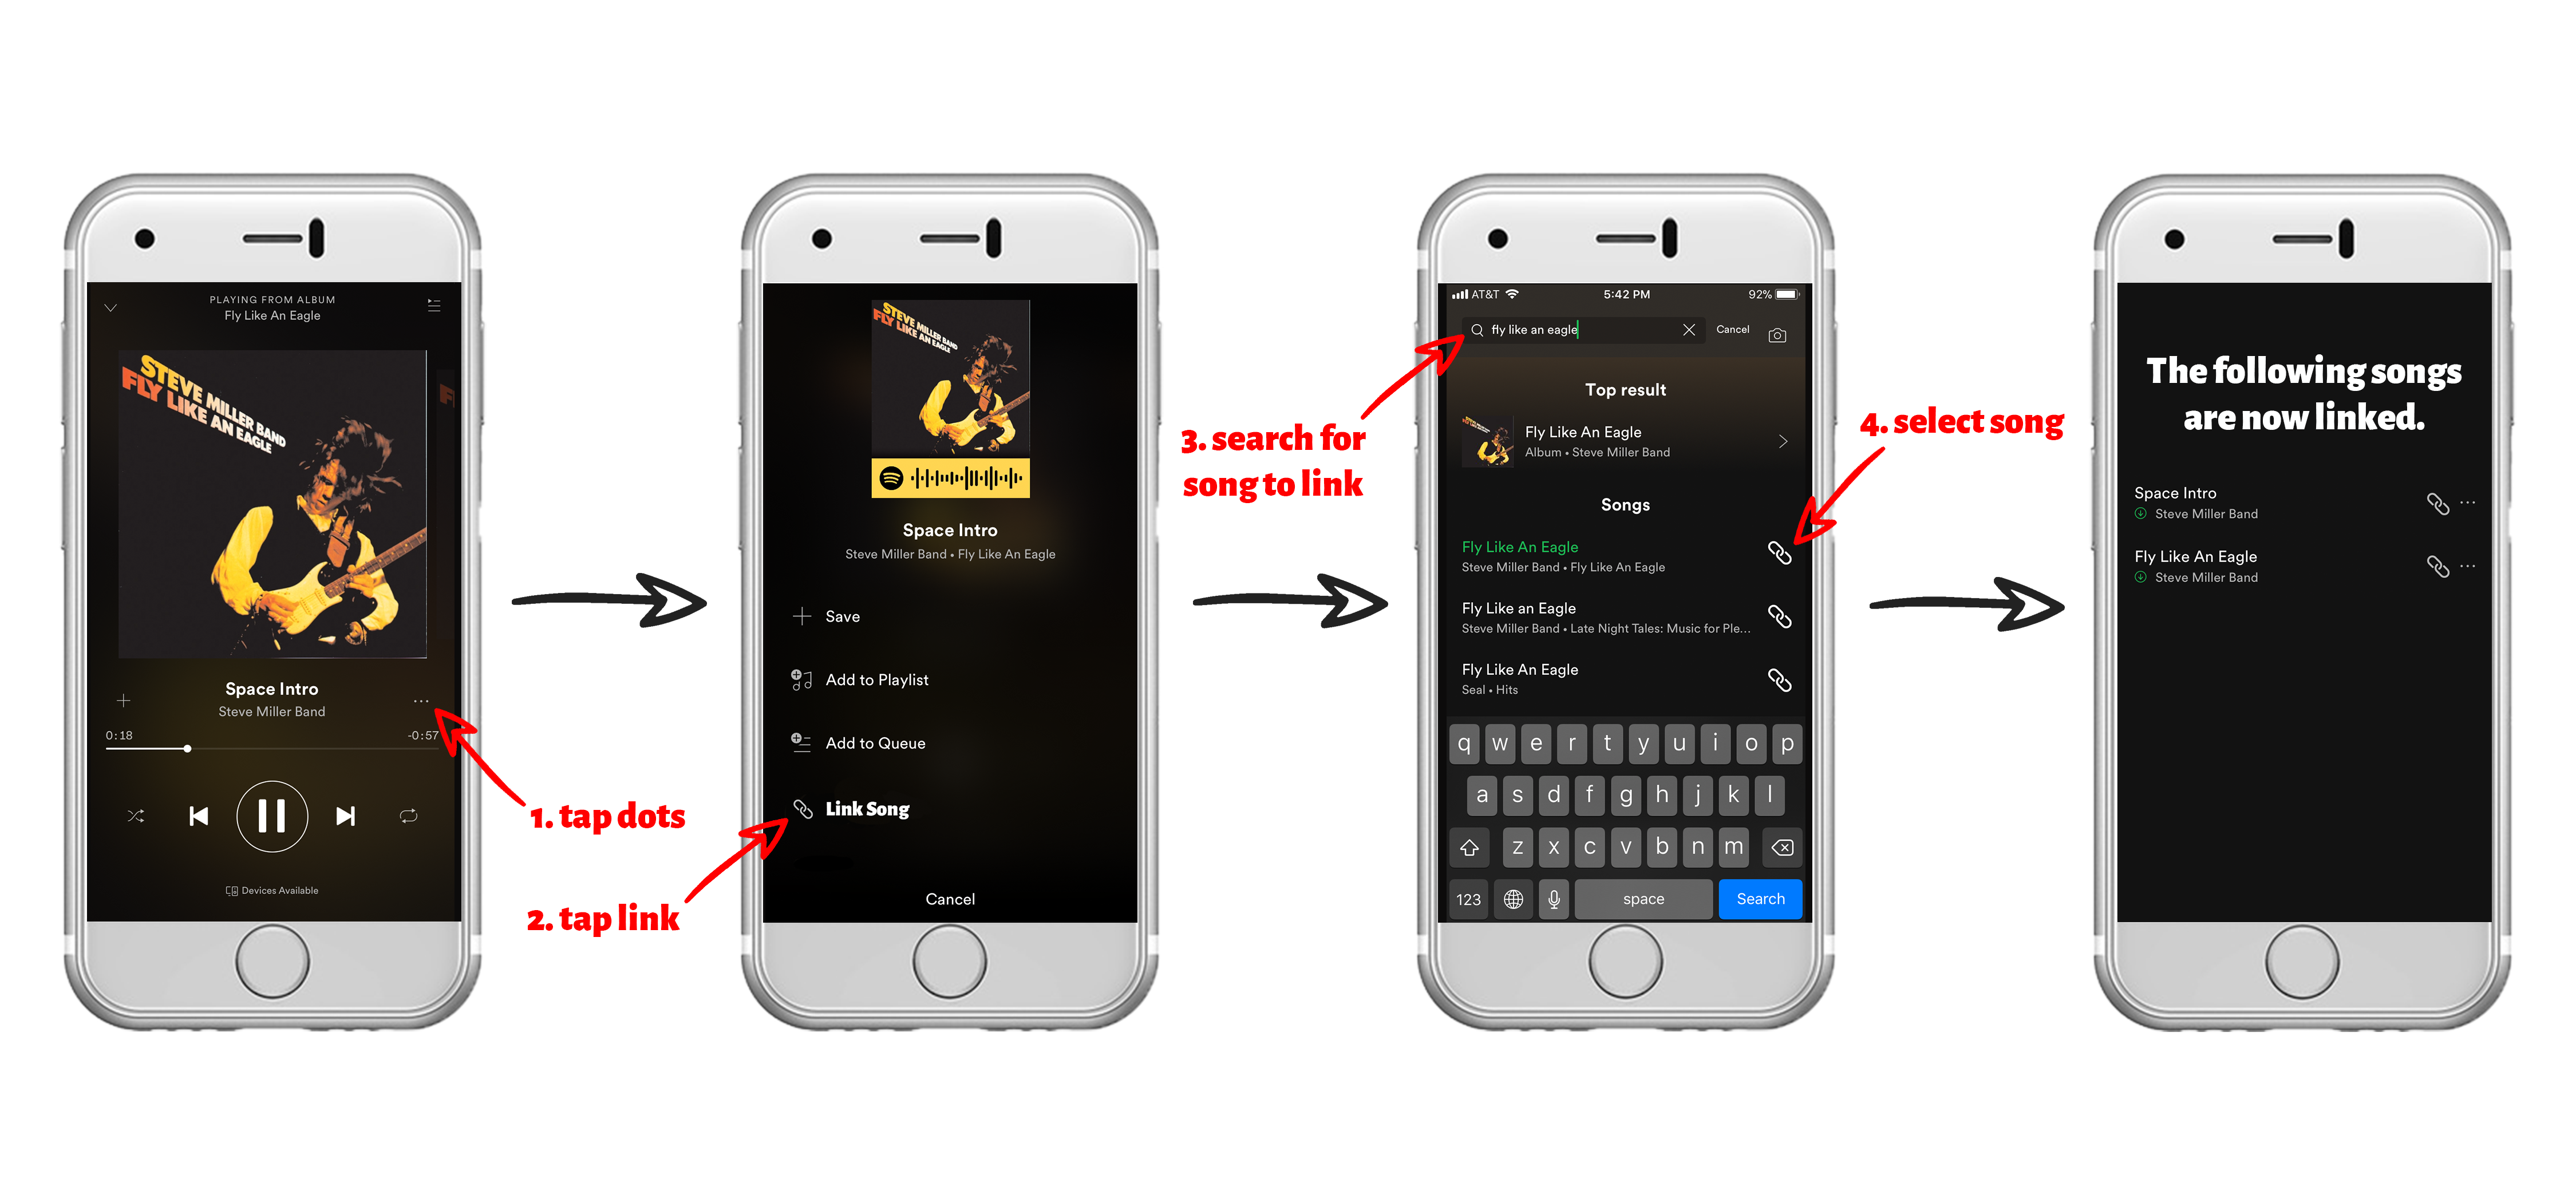 PLAYING FROM ALBUM
Fly Like An Eagle
STEVE MILLER BAND
FLY LIKE AN EAGLE
Space Intro
Steve Miller Band
0:18
-0:57
Devices Available
1. tap dots
2. tap link
STEVE MILLER BAND
FLY LIKE AN EAGLE
Space Intro
Steve Miller Band • Fly Like An Eagle
Save
Add to Playlist
Add to Queue
Link Song
Cancel
3. search for
song to link
AT&T
5:42 PM
92%
fly like an eagle
Cancel
Top result
Fly Like An Eagle
Album • Steve Miller Band
Songs
Fly Like An Eagle
Steve Miller Band • Fly Like An Eagle
Fly Like an Eagle
Steve Miller Band • Late Night Tales: Music for Ple...
Fly Like An Eagle
Seal • Hits
q w e r t y u i o p
a s d f g h j k l
z x c v b n m
123 space Search
4. select song
The following songs
are now linked.
Space Intro
Steve Miller Band
Fly Like An Eagle
Steve Miller Band